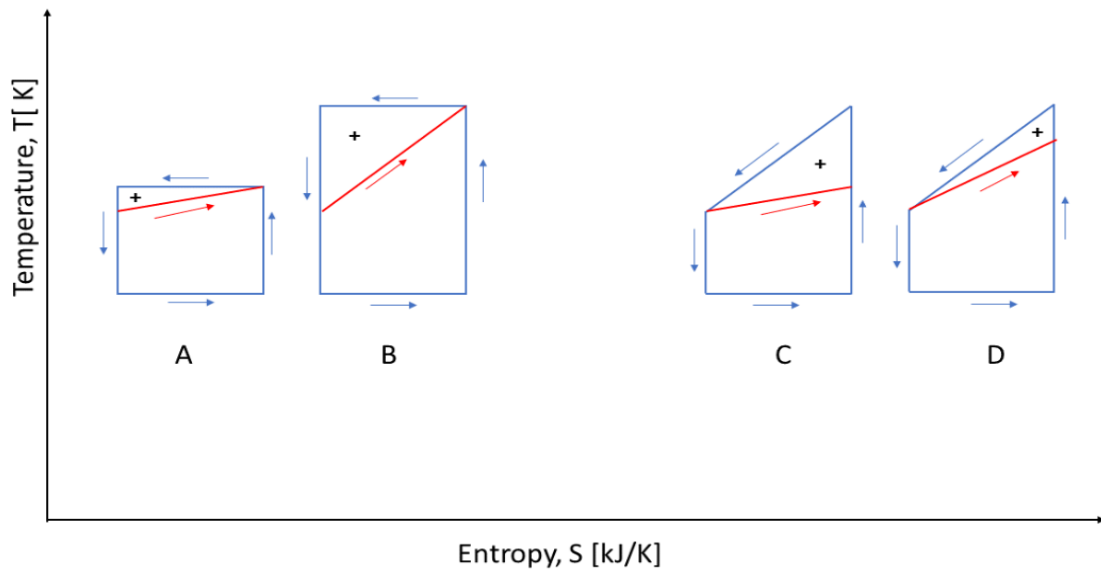 Temperature, T[ K]
+
+
+
+
A
B
C
D
Entropy, S [kJ/K]